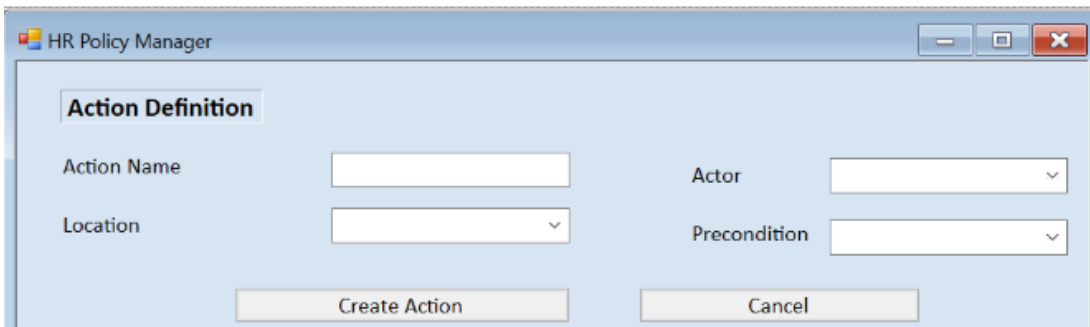 HR Policy Manager
Action Definition
Action Name
Actor
Location
Precondition
Create Action
Cancel